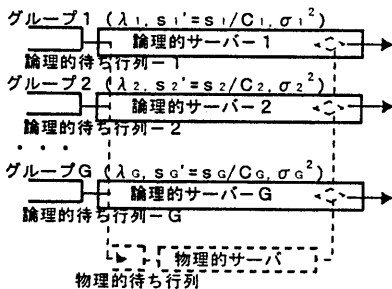 グループ1 (λ₁, s₁'=s₁/C₁, σ₁²)
論理的サーバー1
論理的待ち行列ー1
グループ2 (λ₂, s₂'=s₂/C₂, σ₂²)
論理的サーバー2
論理的待ち行列ー2
・・・
グループG (λG, sG'=sG/CG, σG²)
論理的サーバーG
論理的待ち行列ーG
物理的サーバ
物理的待ち行列